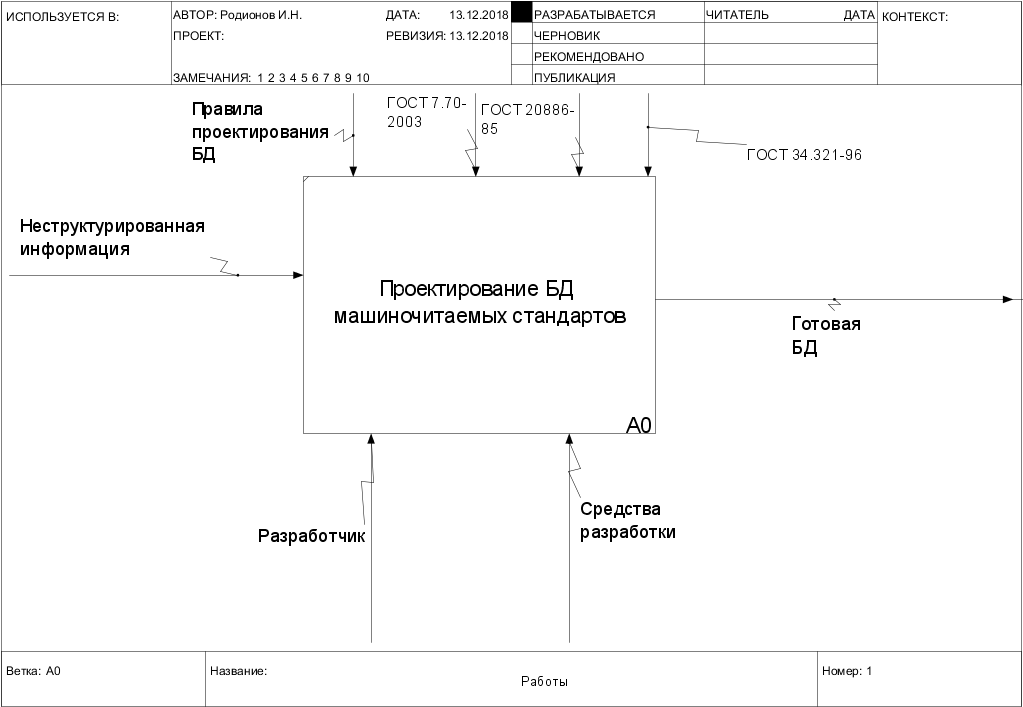 ИСПОЛЬЗУЕТСЯ В:
АВТОР: Родионов И.Н.
ДАТА: 13.12.2018
ПРОЕКТ:
РЕВИЗИЯ: 13.12.2018
ЗАМЕЧАНИЯ: 1 2 3 4 5 6 7 8 9 10
РАЗРАБАТЫВАЕТСЯ
ЧЕРНОВИК
РЕКОМЕНДОВАНО
ПУБЛИКАЦИЯ
ЧИТАТЕЛЬ
ДАТА
КОНТЕКСТ:
Правила
проектирования
БД
ГОСТ 7.70-
2003
ГОСТ 20886-
85
ГОСТ 34.321-96
Неструктурированная
информация
Проектирование БД
машиночитаемых стандартов
A0
Готовая
БД
Разработчик
Средства
разработки
Ветка: A0
Название:
Работы
Номер: 1